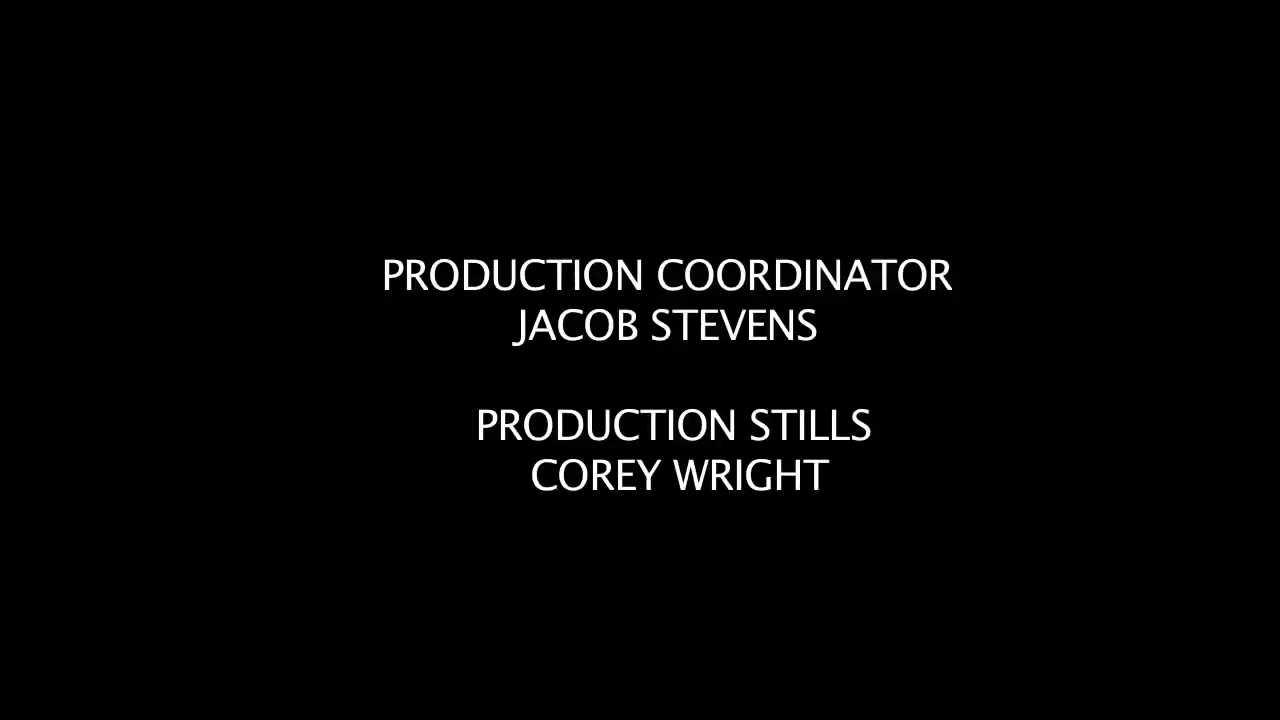 PRODUCTION COORDINATOR
JACOB STEVENS
PRODUCTION STILLS
COREY WRIGHT